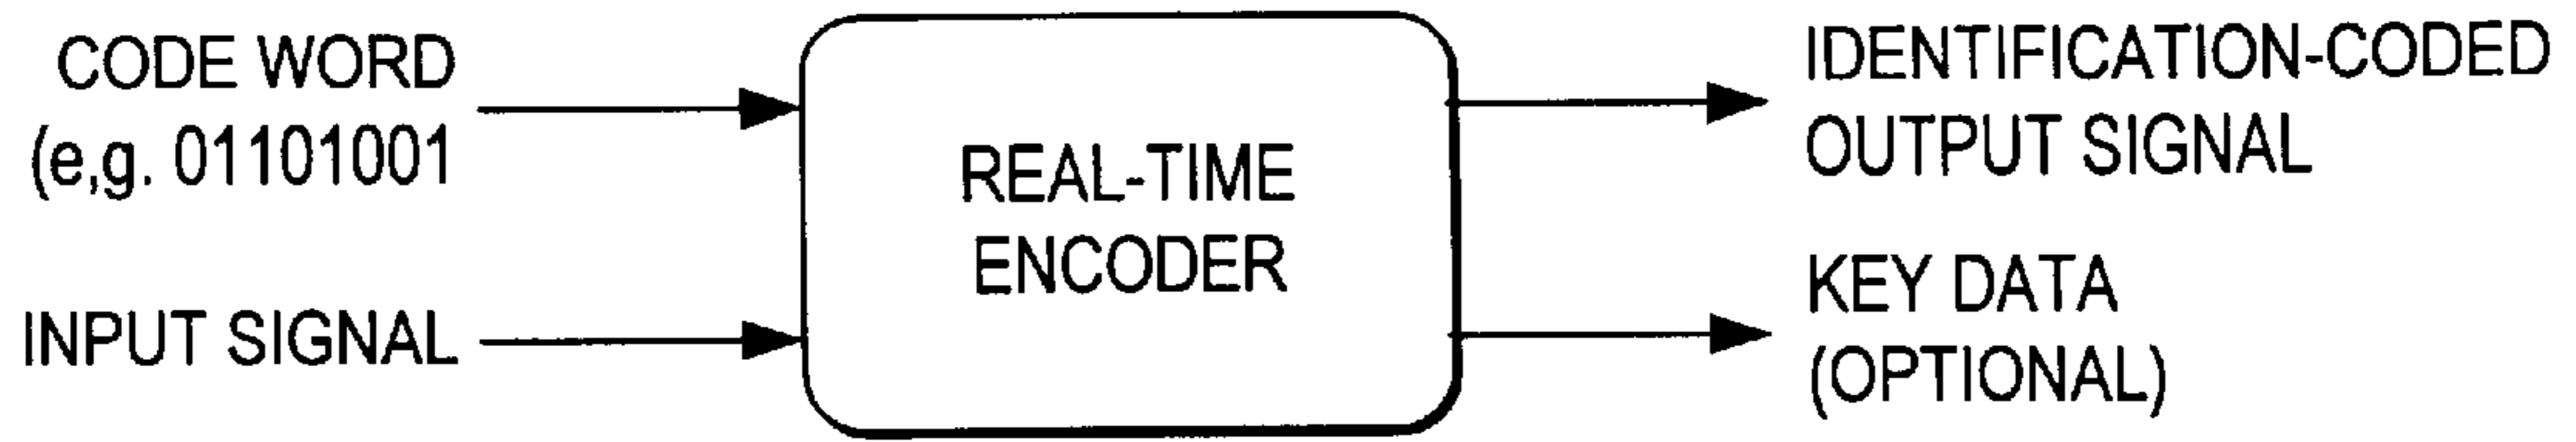 CODE WORD
(e,g. 01101001
INPUT SIGNAL
REAL-TIME
ENCODER
IDENTIFICATION-CODED
OUTPUT SIGNAL
KEY DATA
(OPTIONAL)